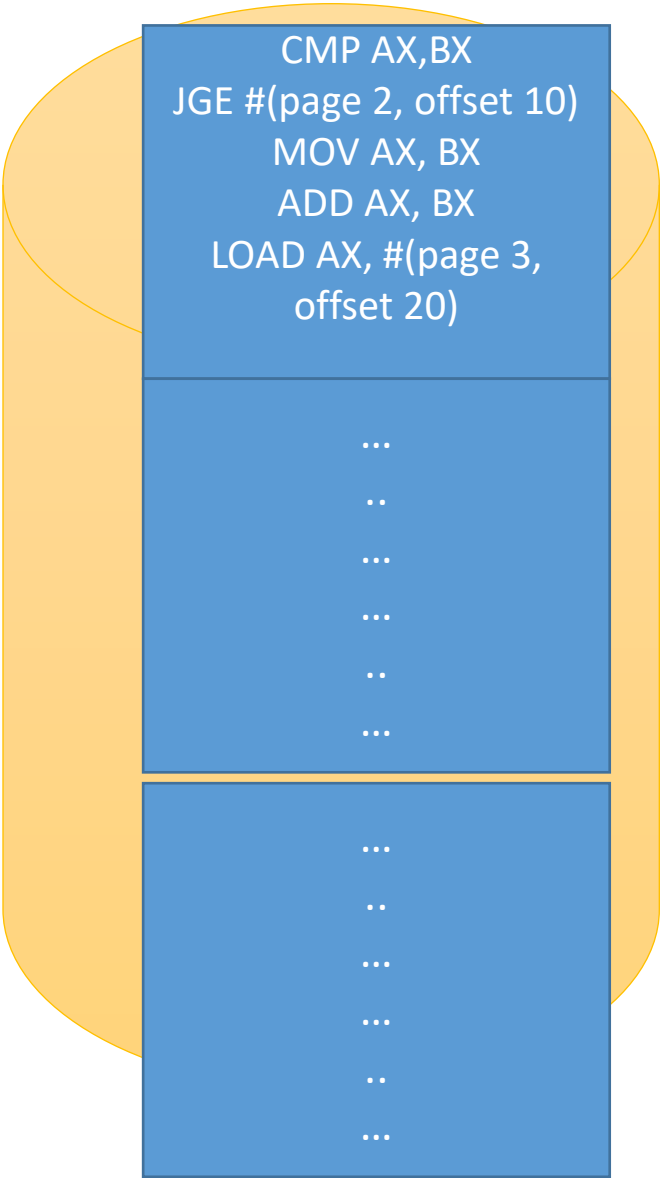 CMP AX,BX
JGE #(page 2, offset 10)
MOV AX, BX
ADD AX, BX
LOAD AX, #(page 3,
offset 20)
...
..
...
...
..
...
...
..
...
...
..
...